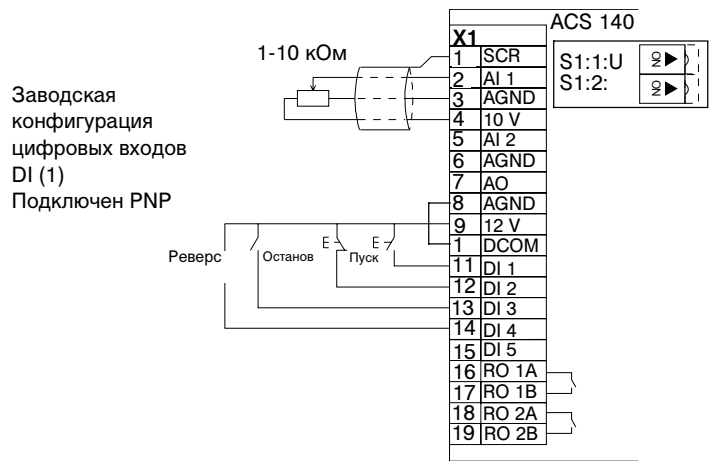 ACS 140
X1
1-10 кОм
1 SCR
2 AI 1
3 AGND
4 10 V
5 AI 2
6 AGND
7 AO
8 AGND
9 12 V
1 DCOM
11 DI 1
12 DI 2
13 DI 3
14 DI 4
15 DI 5
16 RO 1A
17 RO 1B
18 RO 2A
19 RO 2B
S1:1:U
S1:2:
ON
ON
Заводская
конфигурация
цифровых входов
DI (1)
Подключен PNP
Реверс
Останов
E
Пуск
E